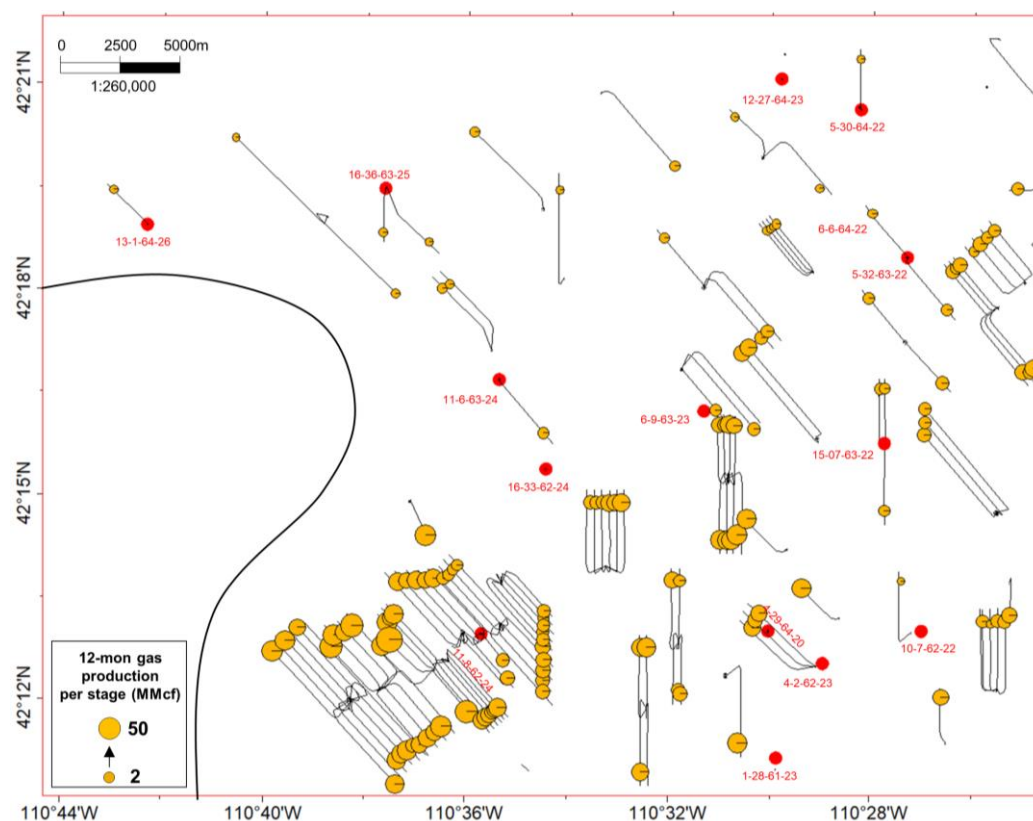 0 2500 5000m
1:260,000
42°21'N
42°18'N
42°15'N
42°12'N
12-27-64-23
5-30-64-22
16-36-63-25
13-1-64-26
6-6-64-22
5-32-63-22
11-6-63-24
6-9-63-23
15-07-63-22
16-33-62-24
4-29-64-20
11-8-62-24
10-7-62-22
4-2-62-23
1-28-61-23
12-mon gas
production
per stage (MMcf)
50
2
110°44'W 110°40'W 110°36'W 110°32'W 110°28'W